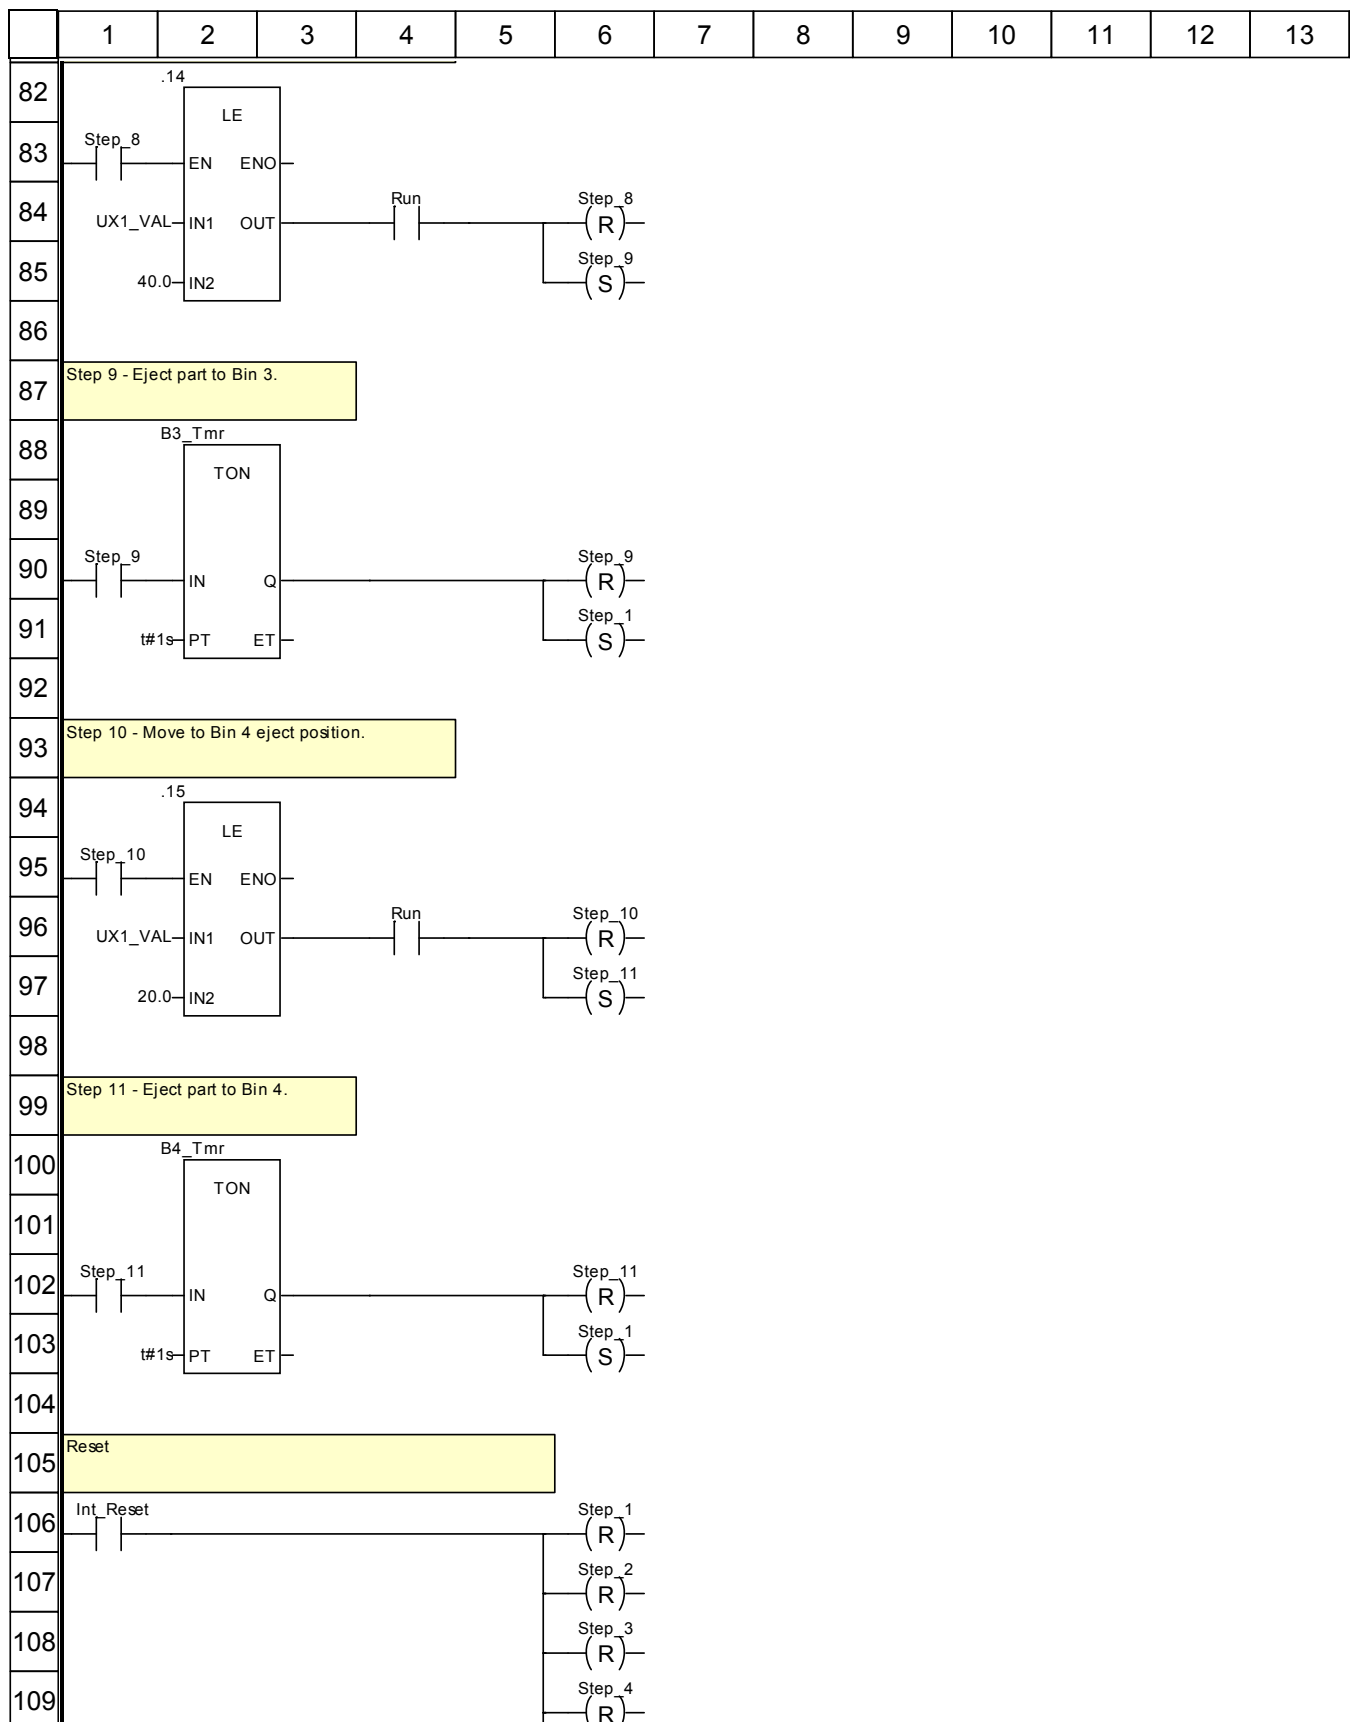 1 2 3 4 5 6 7 8 9 10 11 12 13
82 .14
LE
83 Step_8
EN ENO
84 UX1_VAL IN1 OUT Run Step_8 R
85 40.0 IN2 Step_9 S
86
87 Step 9 - Eject part to Bin 3.
88 B3_Tmr
TON
89
90 Step_9 IN Q Step_9 R
91 t#1s PT ET Step_1 S
92
93 Step 10 - Move to Bin 4 eject position.
94 .15
LE
95 Step_10
EN ENO
96 UX1_VAL IN1 OUT Run Step_10 R
97 20.0 IN2 Step_11 S
98
99 Step 11 - Eject part to Bin 4.
100 B4_Tmr
TON
101
102 Step_11 IN Q Step_11 R
103 t#1s PT ET Step_1 S
104
105 Reset
106 Int_Reset Step_1 R
107 Step_2 R
108 Step_3 R
109 Step_4 R